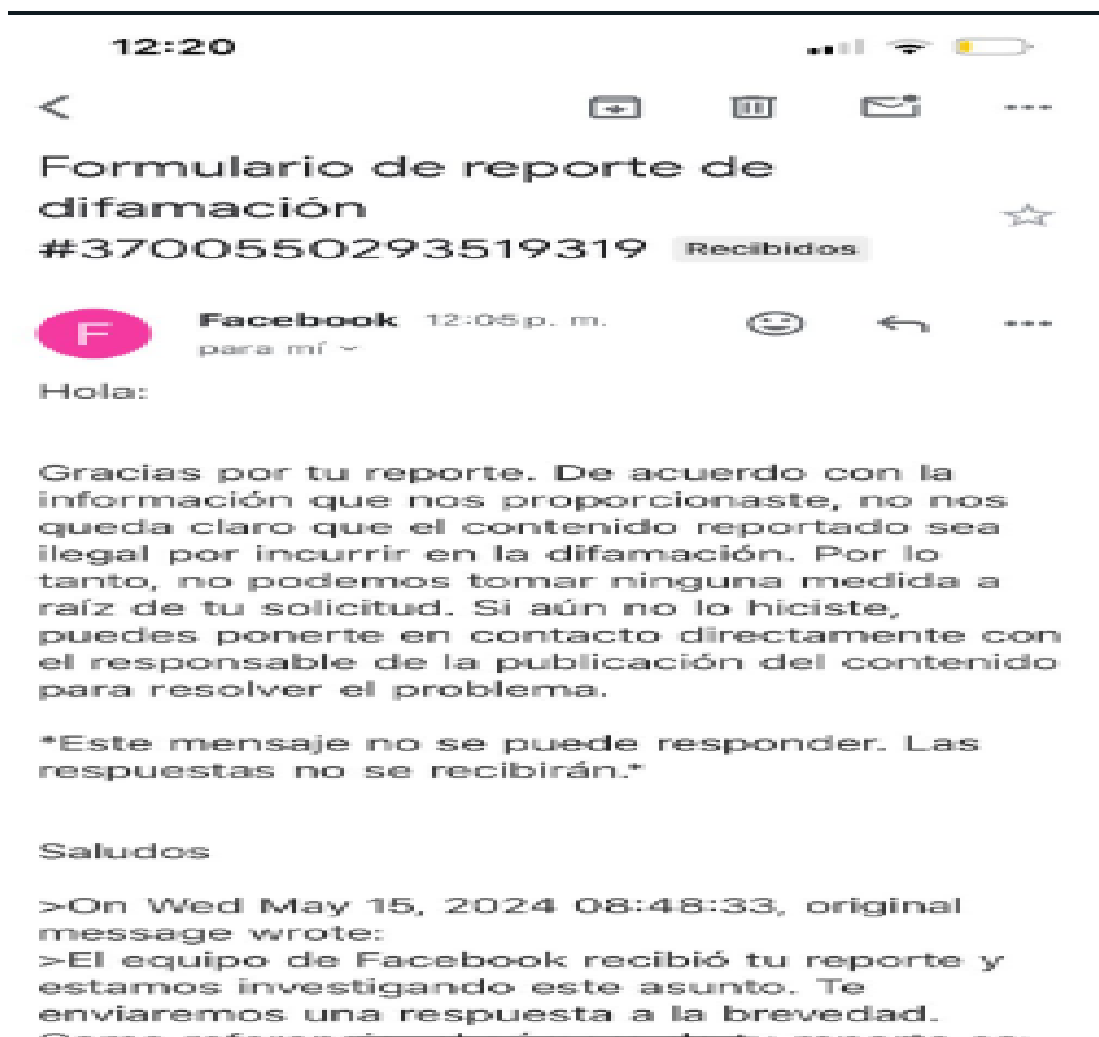 12:20
Formulario de reporte de
difamación
#3700550293519319 Recibidos
F
Facebook 12:05 p. m.
para mí
Hola:
Gracias por tu reporte. De acuerdo con la
información que nos proporcionaste, no nos
queda claro que el contenido reportado sea
ilegal por incurrir en la difamación. Por lo
tanto, no podemos tomar ninguna medida a
raíz de tu solicitud. Si aún no lo hiciste,
puedes ponerte en contacto directamente con
el responsable de la publicación del contenido
para resolver el problema.
*Este mensaje no se puede responder. Las
respuestas no se recibirán.*
Saludos
>On Wed May 15, 2024 08:48:33, original
message wrote:
>El equipo de Facebook recibió tu reporte y
estamos investigando este asunto. Te
enviaremos una respuesta a la brevedad.